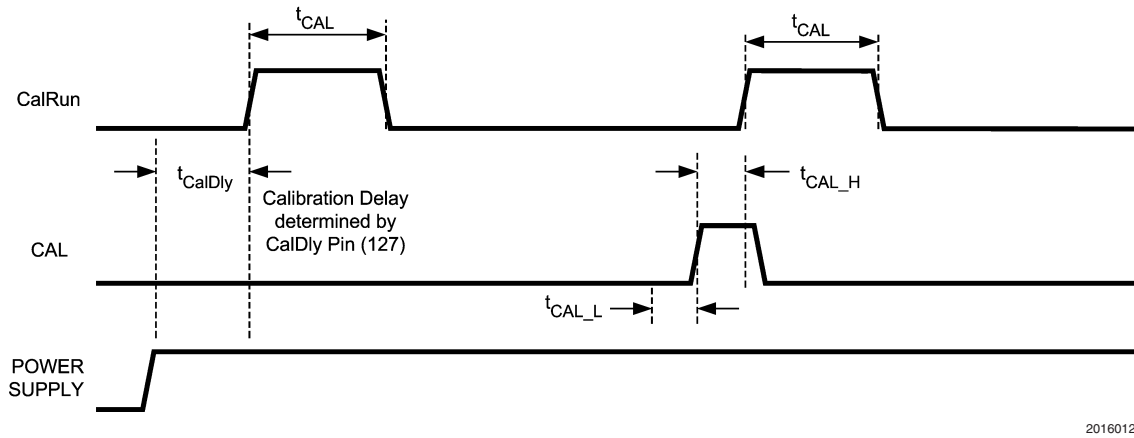 tCAL
tCAL
CalRun
tCalDly
tCAL_H
Calibration Delay
determined by
CalDly Pin (127)
CAL
tCAL_L
POWER
SUPPLY
2016012